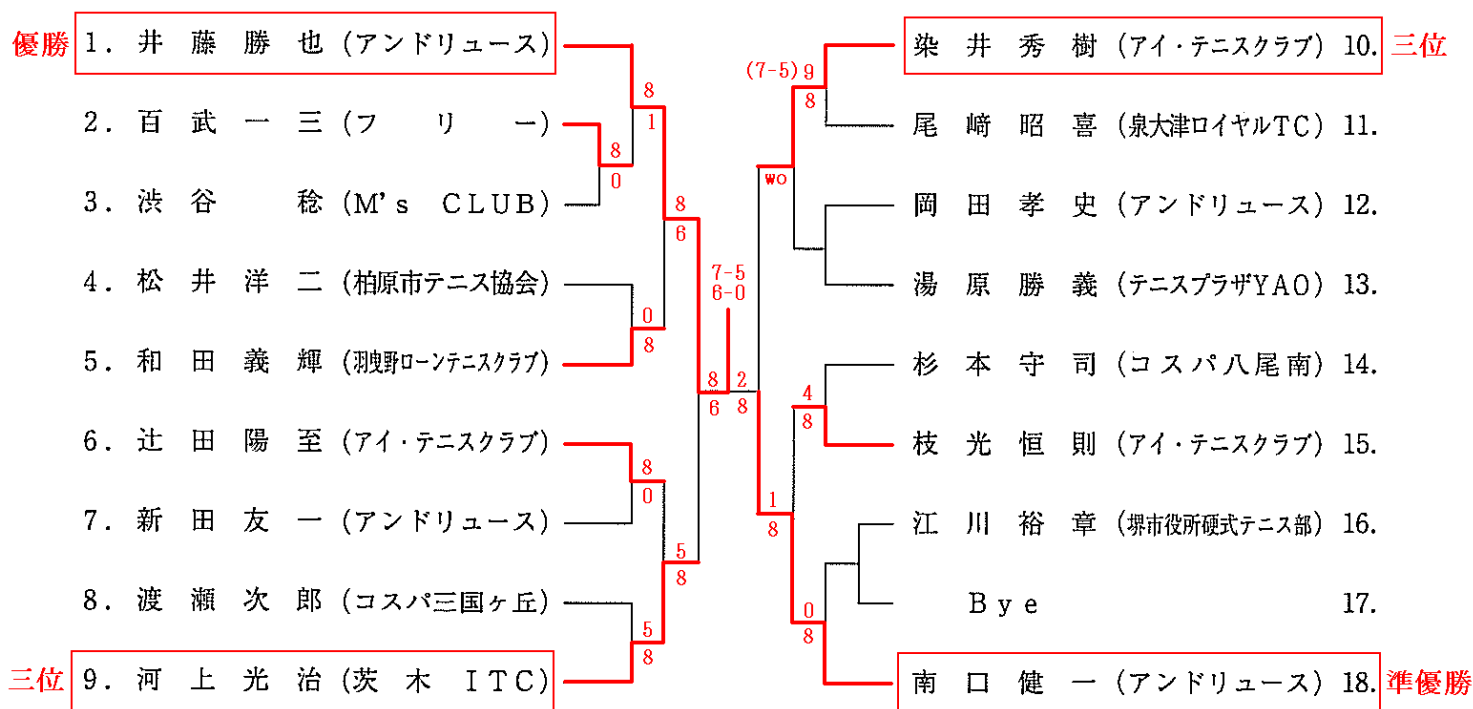 優勝 1. 井藤勝也 (アンドリュース)
2. 百武一三 (フリー)
3. 渋谷 稔 (M's CLUB)
4. 松井洋二 (柏原市テニス協会)
5. 和田義輝 (羽曳野ローンテニスクラブ)
6. 辻田陽至 (アイ・テニスクラブ)
7. 新田友一 (アンドリュース)
8. 渡瀬次郎 (コスパ三国ヶ丘)
三位 9. 河上光治 (茨木 ITC)
8
1
8
0
8
6
0
8
8
6
8
0
5
8
5
8
7-5
6-0
2
8
(7-5) 9
8
wo
4
8
1
8
0
8
染井秀樹 (アイ・テニスクラブ) 10. 三位
尾﨑昭喜 (泉大津ロイヤルTC) 11.
岡田孝史 (アンドリュース) 12.
湯原勝義 (テニスプラザYAO) 13.
杉本守司 (コスパ八尾南) 14.
枝光恒則 (アイ・テニスクラブ) 15.
江川裕章 (堺市役所硬式テニス部) 16.
Bye 17.
南口健一 (アンドリュース) 18. 準優勝